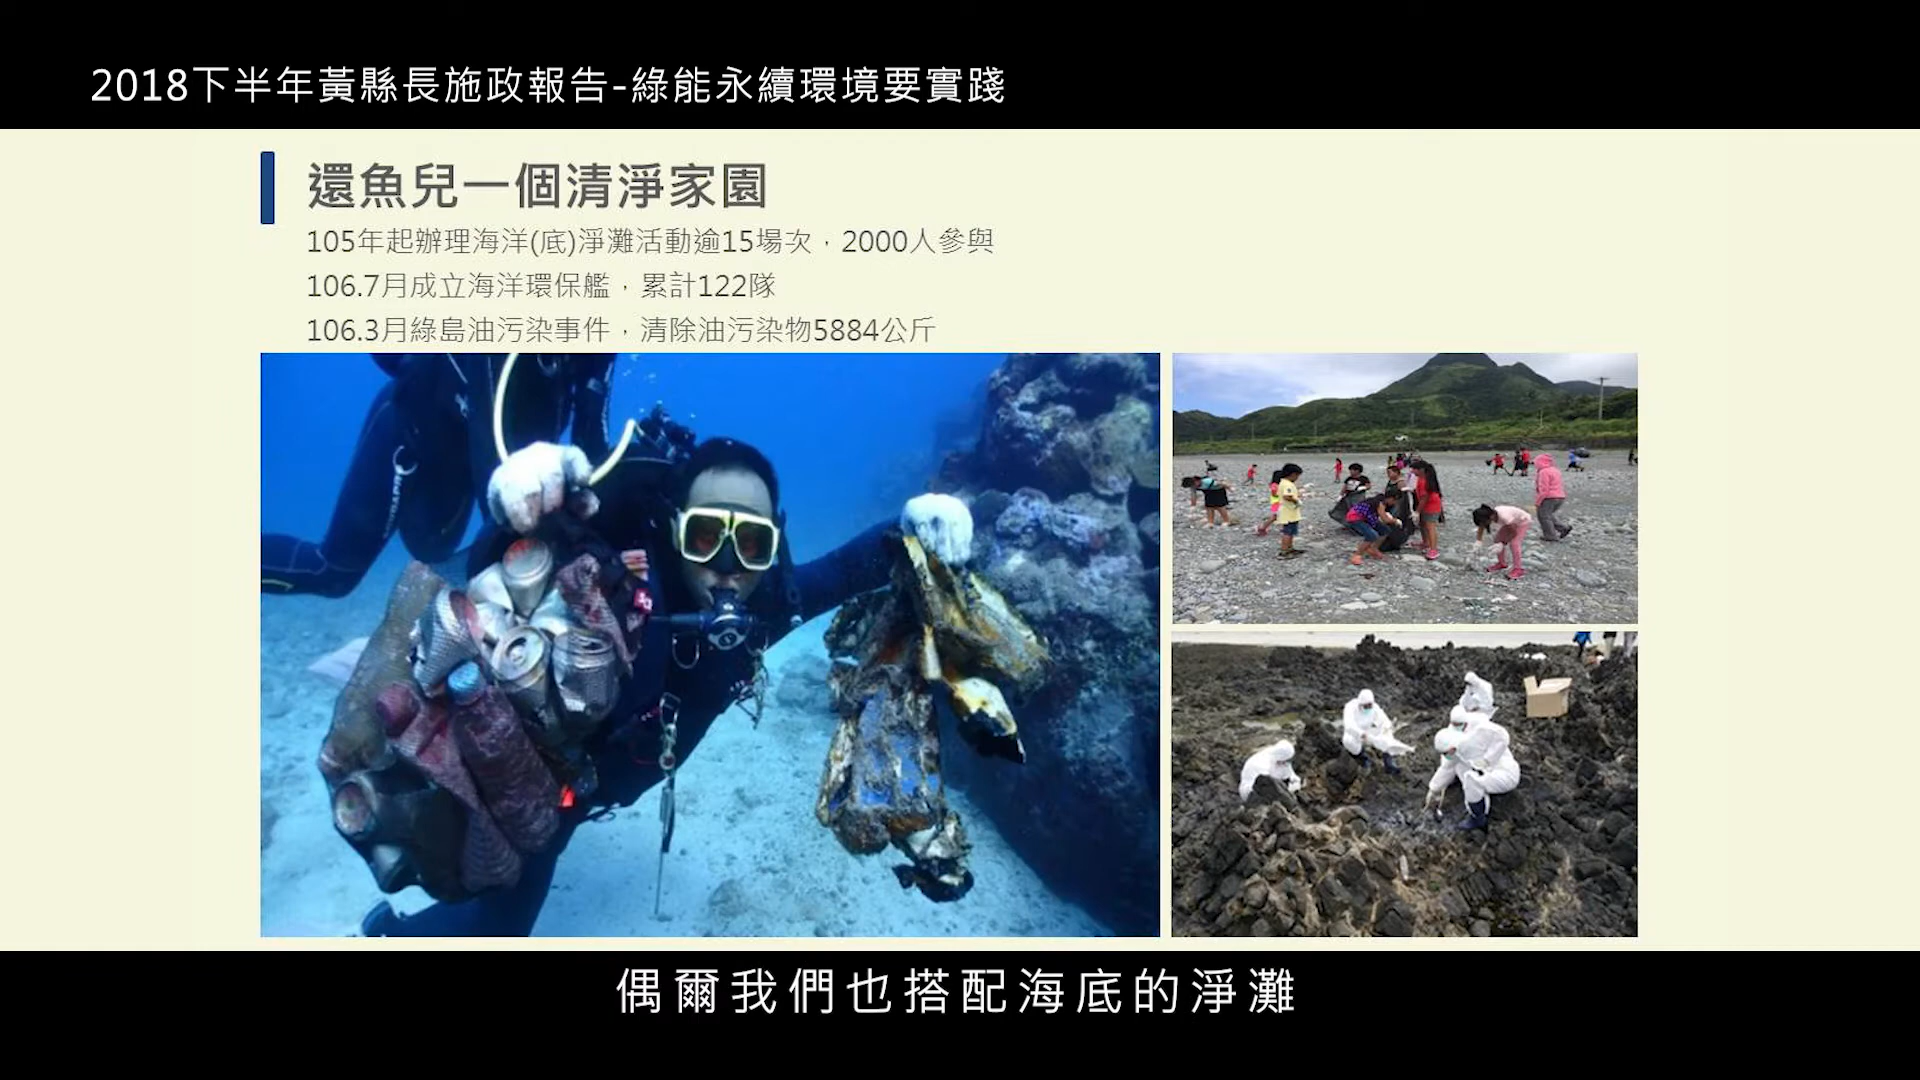 2018下半年黃縣長施政報告-綠能永續環境要實踐
還魚兒一個清淨家園
105年起辦理海洋(底)淨灘活動逾15場次，2000人參與
106.7月成立海洋環保艦，累計122隊
106.3月綠島油污染事件，清除油污染物5884公斤
偶爾我們也搭配海底的淨灘